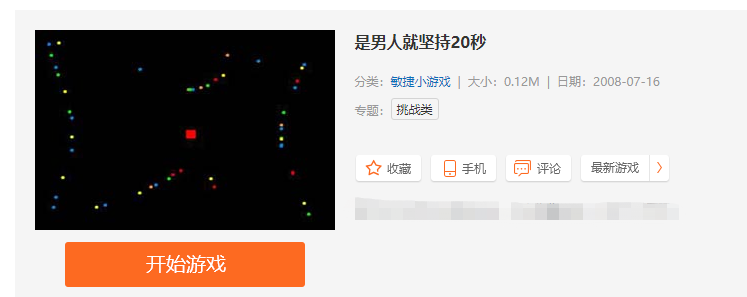 是男人就坚持20秒
分类：敏捷小游戏 | 大小：0.12M | 日期：2008-07-16
专题：挑战类
收藏 手机 评论 最新游戏
开始游戏